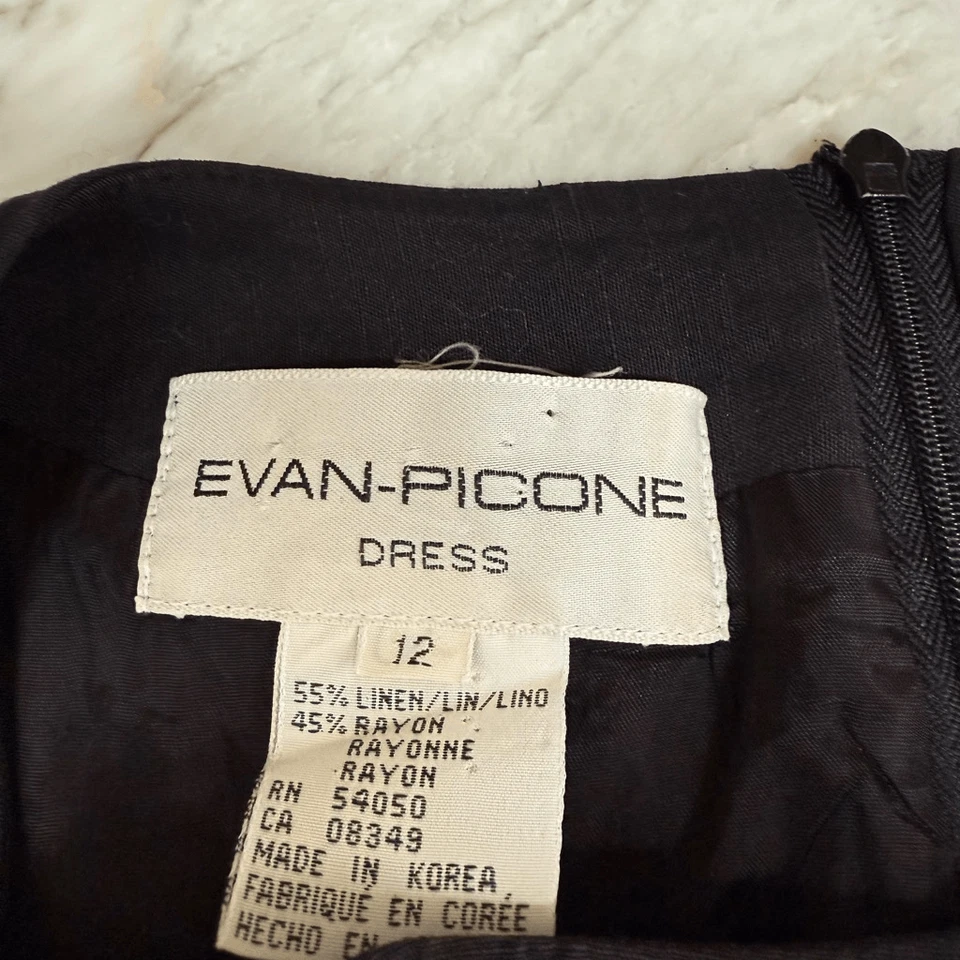 EVAN-PICONE
DRESS
12
55% LINEN/LIN/LINO
45% RAYON
RAYONNE
RAYON
RN 54050
CA 08349
MADE IN KOREA
FABRIQUÉ EN CORÉE
HECHO EN